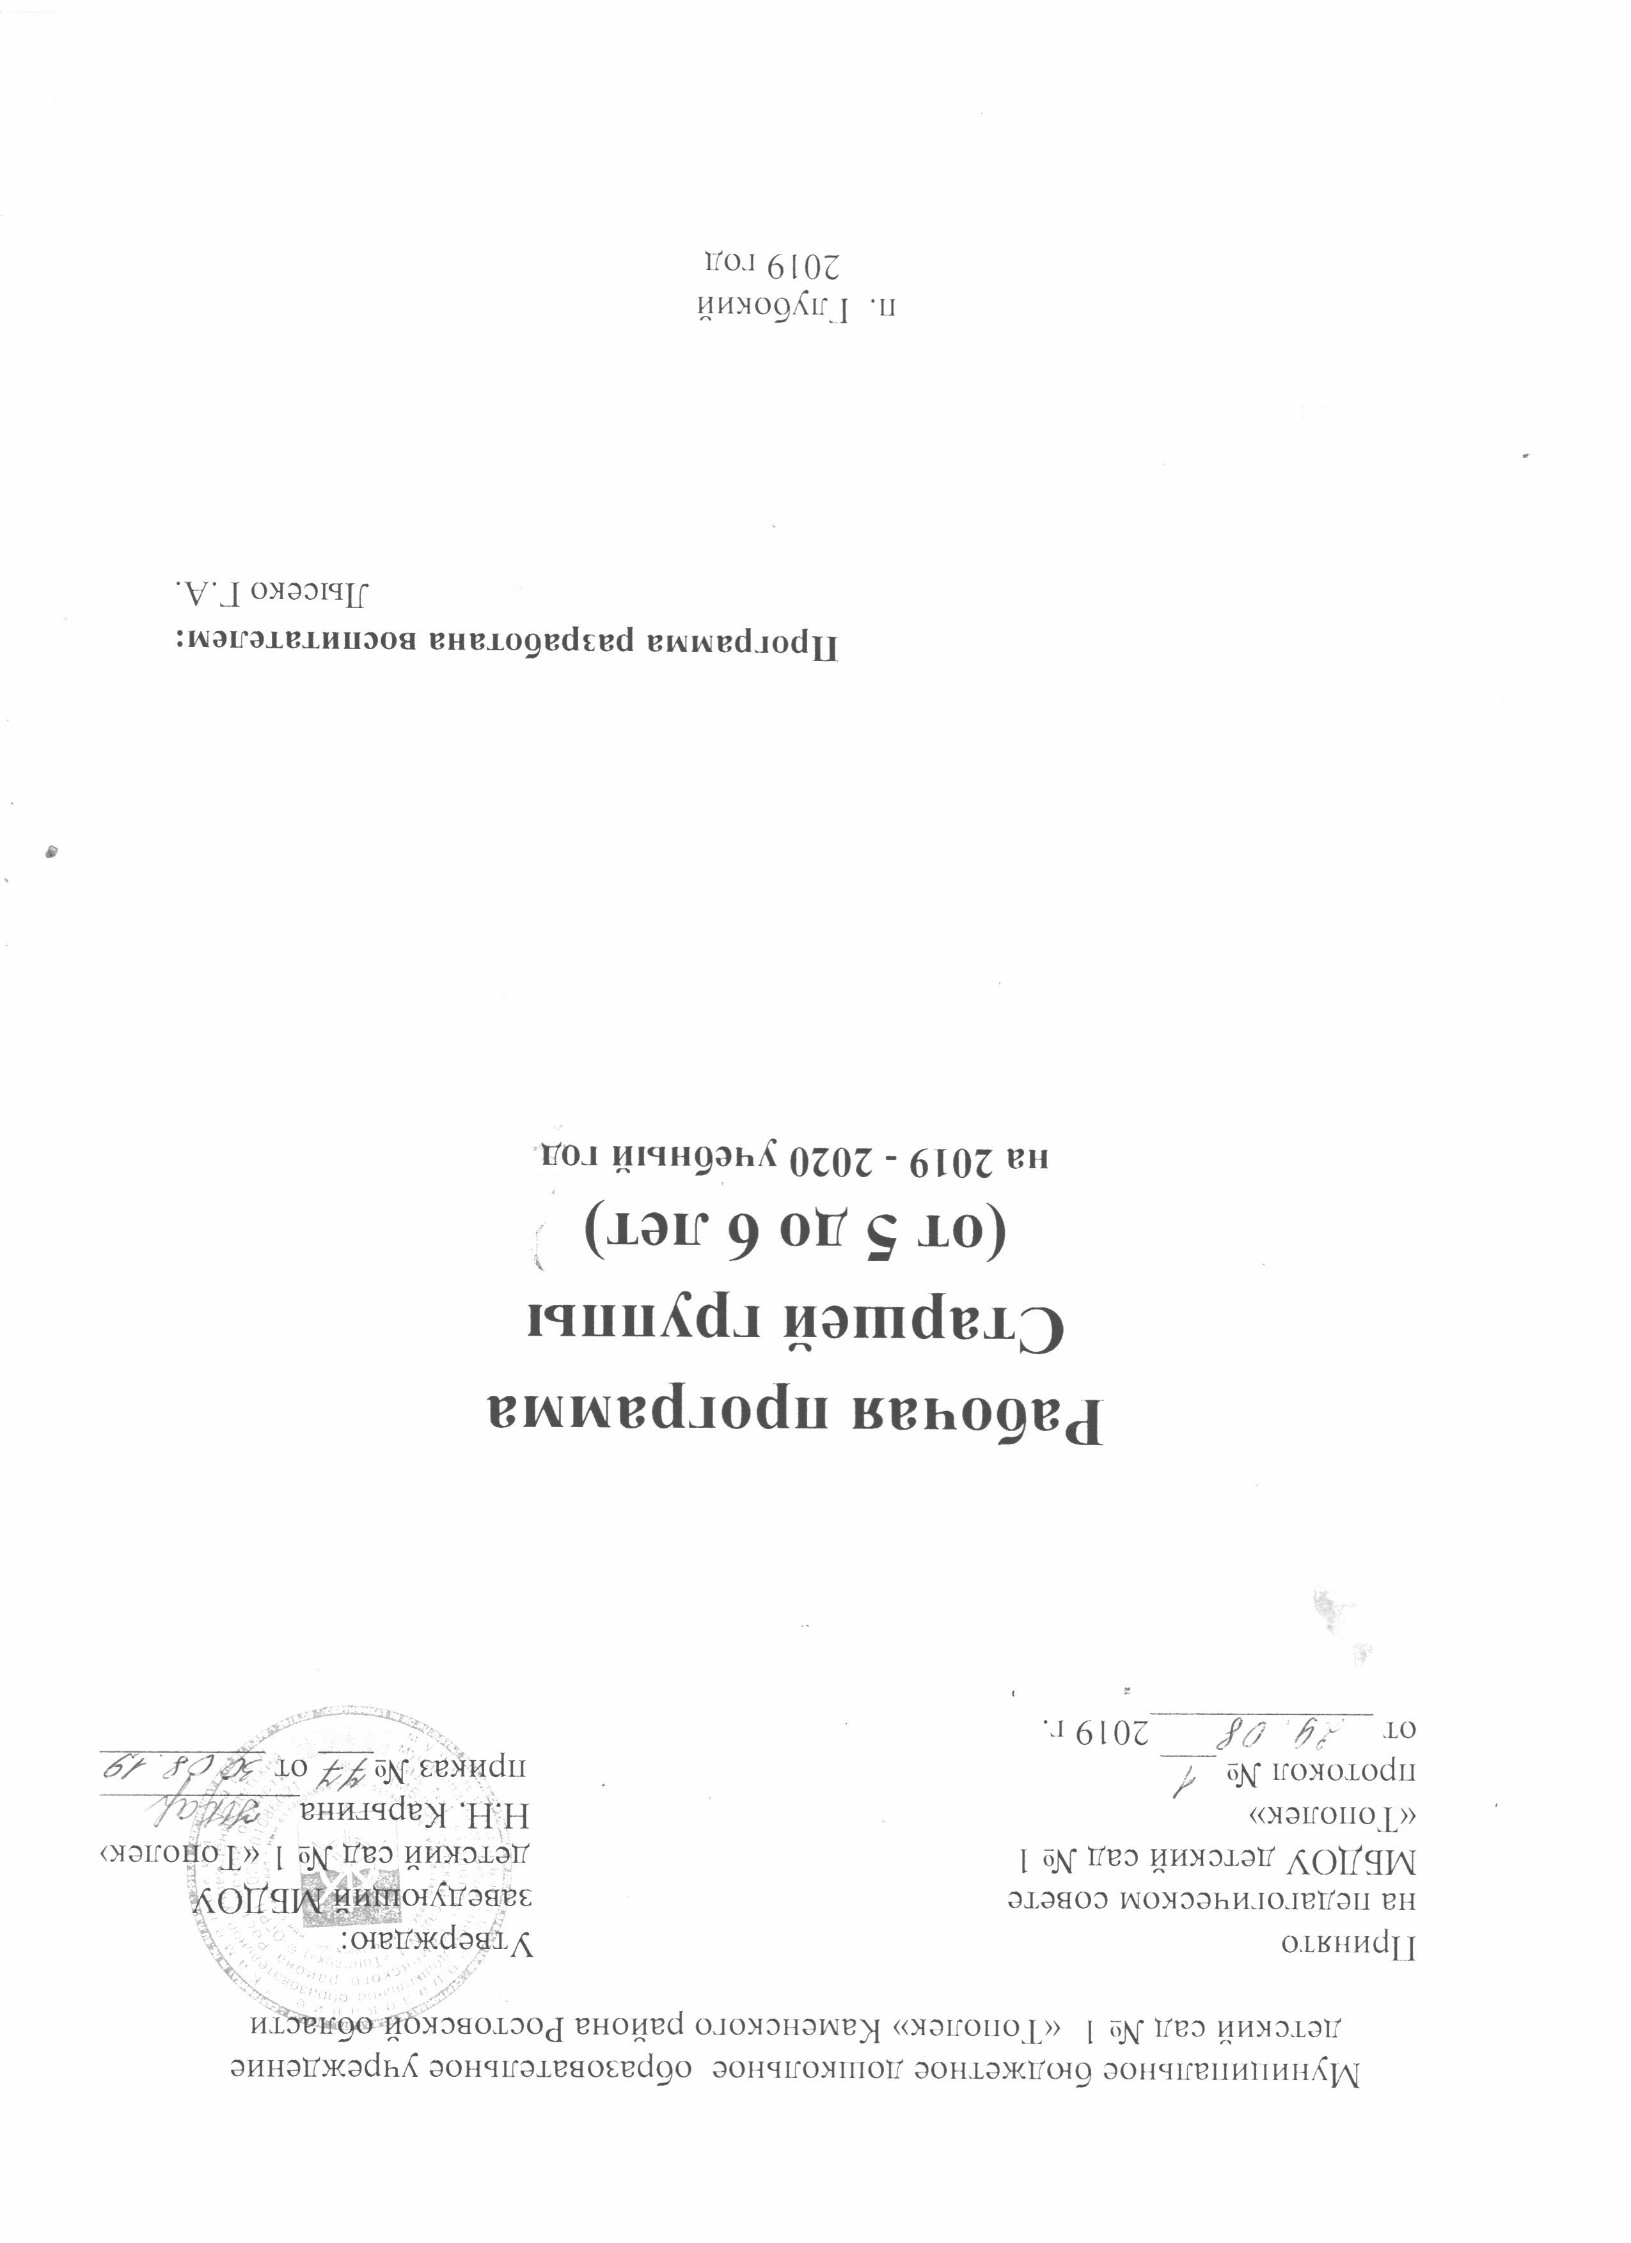 Муниципальное бюджетное дошкольное образовательное учреждение
детский сад № 1 «Тополек» Каменского района Ростовской области
Принято
на педагогическом совете
МБДОУ детский сад № 1
«Тополек»
протокол № 1
от 29. 08 2019 г.
Утверждаю:
заведующий МБДОУ
детский сад № 1 «Тополек»
Н.Н. Карыгина
приказ № 77 от 30 08. 19
Рабочая программа
Старшей группы
(от 5 до 6 лет)
на 2019 - 2020 учебный год
Программа разработана воспитателем:
Лысеко Г.А.
п. Глубокий
2019 год